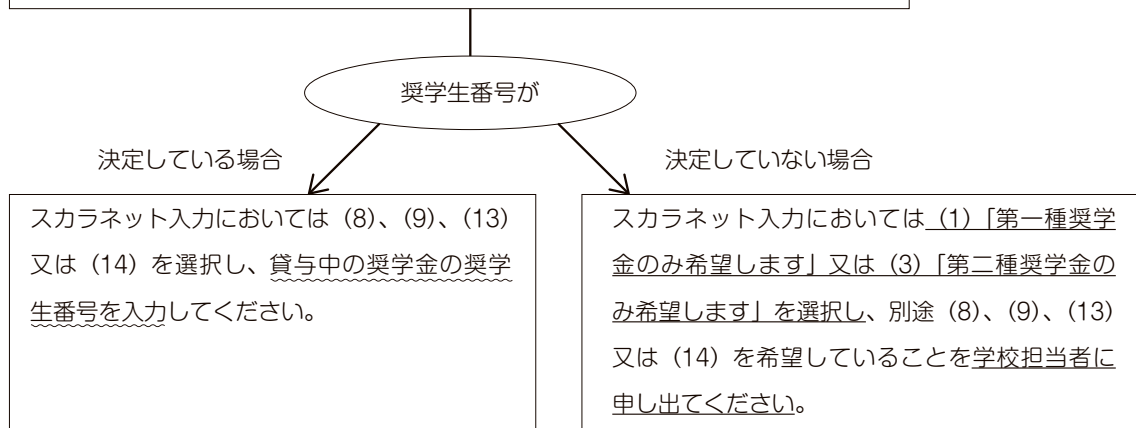 奨学生番号が
決定している場合
決定していない場合
スカラネット入力においては（8）、（9）、（13）
又は（14）を選択し、貸与中の奨学金の奨学
生番号を入力してください。
スカラネット入力においては（1）「第一種奨学
金のみ希望します」又は（3）「第二種奨学金の
み希望します」を選択し、別途（8）、（9）、（13）
又は（14）を希望していることを学校担当者に
申し出てください。